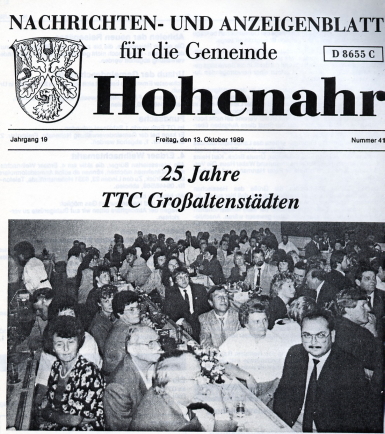 NACHRICHTEN- UND ANZEIGENBLATT
für die Gemeinde
D 8655 C
Hohenahr
Jahrgang 19 Freitag, den 13. Oktober 1989 Nummer 41
25 Jahre
TTC Großaltenstädten